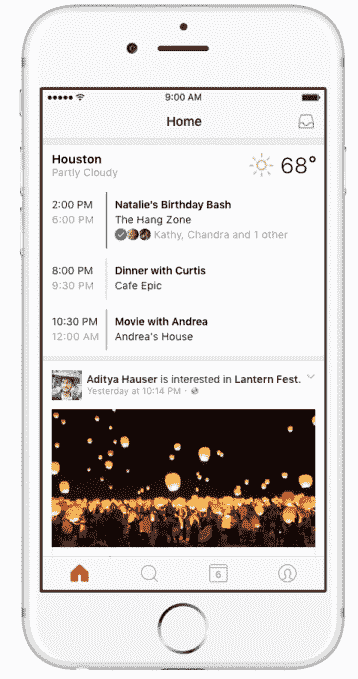 9:00 AM
Home
Houston
68°
Partly Cloudy
2:00 PM Natalie's Birthday Bash
6:00 PM The Hang Zone
Kathy, Chandra and 1 other
8:00 PM Dinner with Curtis
9:30 PM Cafe Epic
10:30 PM Movie with Andrea
12:00 AM Andrea's House
Aditya Hauser is interested in Lantern Fest.
Yesterday at 10:14 PM ·
6